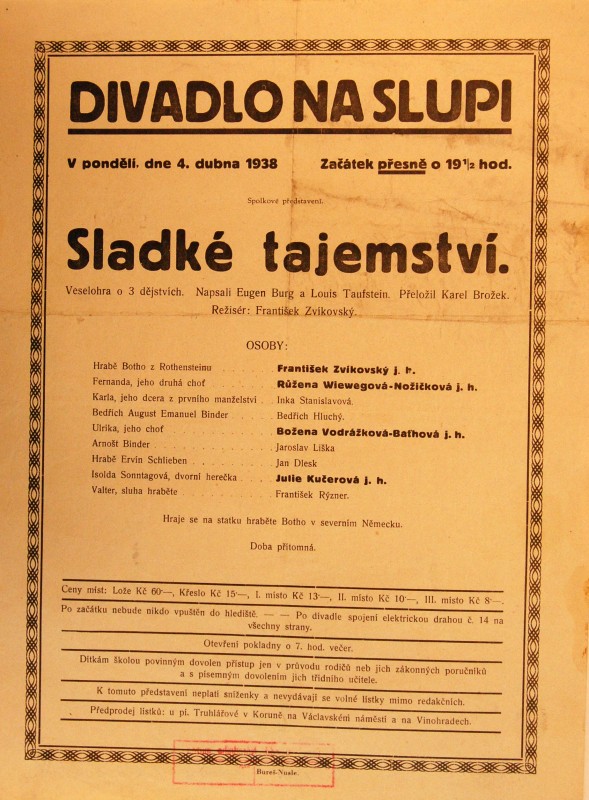 DIVADLO NA SLUPI
V pondělí, dne 4. dubna 1938 Začátek přesně o 19 1/2 hod.
Spolkové představení.
Sladké tajemství.
Veselohra o 3 dějstvích. Napsali Eugen Burg a Louis Taufstein. Přeložil Karel Brožek.
Režisér: František Zvíkovský.
OSOBY:
Hrabě Botho z Rothensteinu . . . . František Zvíkovský j. h.
Fernanda, jeho druhá choť . . . . Růžena Wiewegová-Nožičková j. h.
Karla, jeho dcera z prvního manželství . Inka Stanislavová.
Bedřich August Emanuel Binder . . . . Bedřich Hluchý.
Ulrika, jeho choť . . . . Božena Vodrážková-Baťhová j. h.
Arnošt Binder . . . . Jaroslav Liška
Hrabě Ervín Schlieben . . . . Jan Dlesk
Isolda Sonntagová, dvorní herečka . . . . Julie Kučerová j. h.
Valter, sluha hraběte . . . . František Rýzner.
Hraje se na statku hraběte Botho v severním Německu.
Doba přítomná.
Ceny míst: Lože Kč 60·—, Křeslo Kč 15·—, I. místo Kč 13·—, II. místo Kč 10·—, III. místo Kč 8·—.
Po začátku nebude nikdo vpuštěn do hlediště. — — Po divadle spojení elektrickou drahou č. 14 na
všechny strany.
Otevření pokladny o 7. hod. večer.
Dítkám školou povinným dovolen přístup jen v průvodu rodičů neb jich zákonných poručníků
a s písemným dovolením jich třídního učitele.
K tomuto představení neplatí sníženky a nevydávají se volné lístky mimo redakčních.
Předprodej lístků: u pí. Truhlářové v Koruně na Václavském náměstí a na Vinohradech.
Bureš-Nusle.